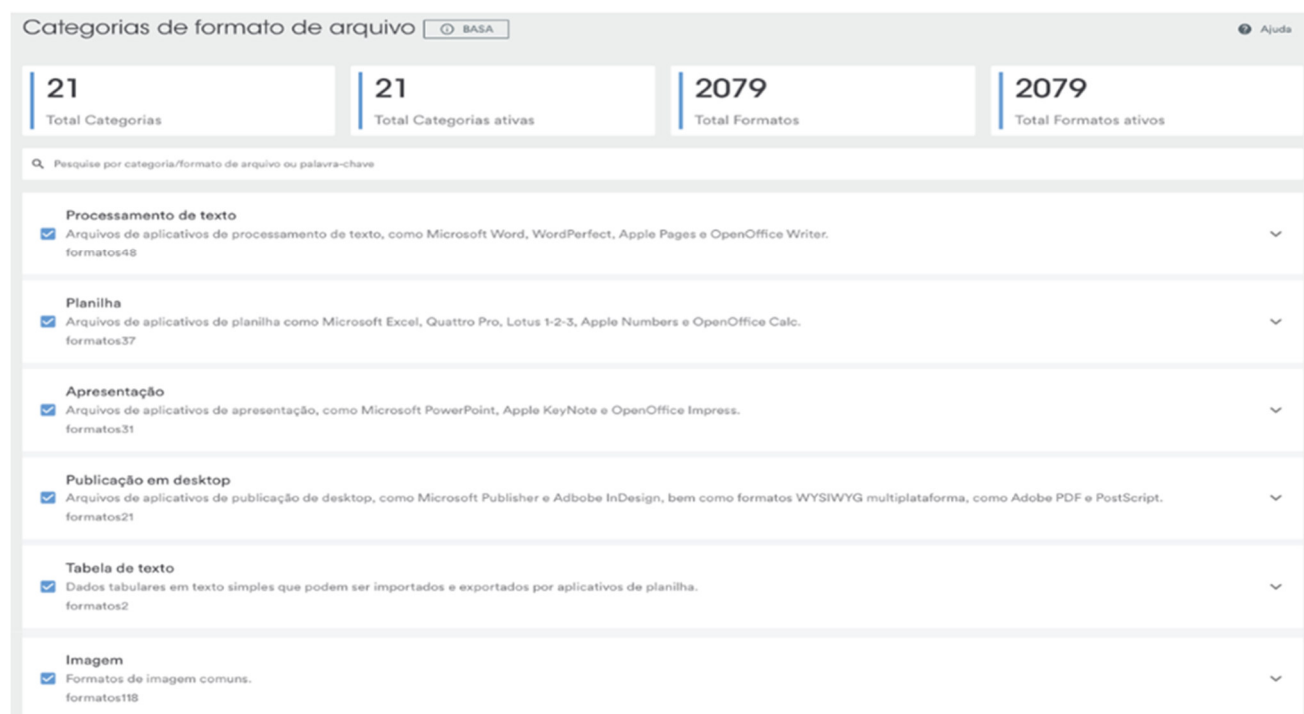 Categorias de formato de arquivo BASA
Ajuda
21
Total Categorias
21
Total Categorias ativas
2079
Total Formatos
2079
Total Formatos ativos
Pesquise por categoria/formato de arquivo ou palavra-chave
Processamento de texto
Arquivos de aplicativos de processamento de texto, como Microsoft Word, WordPerfect, Apple Pages e OpenOffice Writer.
formatos48
Planilha
Arquivos de aplicativos de planilha como Microsoft Excel, Quattro Pro, Lotus 1-2-3, Apple Numbers e OpenOffice Calc.
formatos37
Apresentação
Arquivos de aplicativos de apresentação, como Microsoft PowerPoint, Apple KeyNote e OpenOffice Impress.
formatos31
Publicação em desktop
Arquivos de aplicativos de publicação de desktop, como Microsoft Publisher e Adbobe InDesign, bem como formatos WYSIWYG multiplataforma, como Adobe PDF e PostScript.
formatos21
Tabela de texto
Dados tabulares em texto simples que podem ser importados e exportados por aplicativos de planilha.
formatos2
Imagem
Formatos de imagem comuns.
formatos118